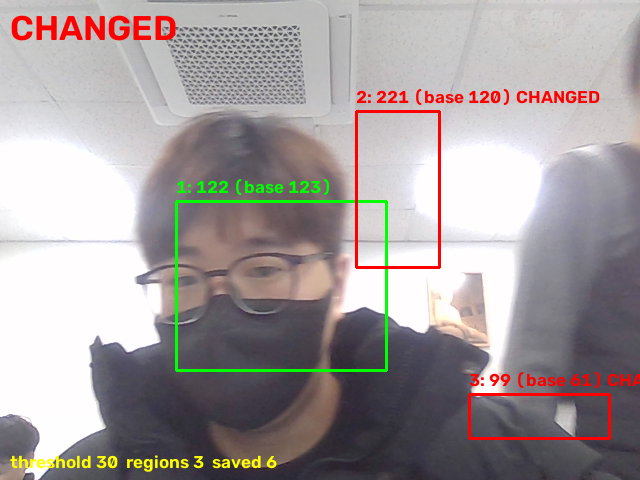 CHANGED
2: 221 (base 120) CHANGED
1: 122 (base 123)
3: 99 (base 61) CHA
threshold 30 regions 3 saved 6